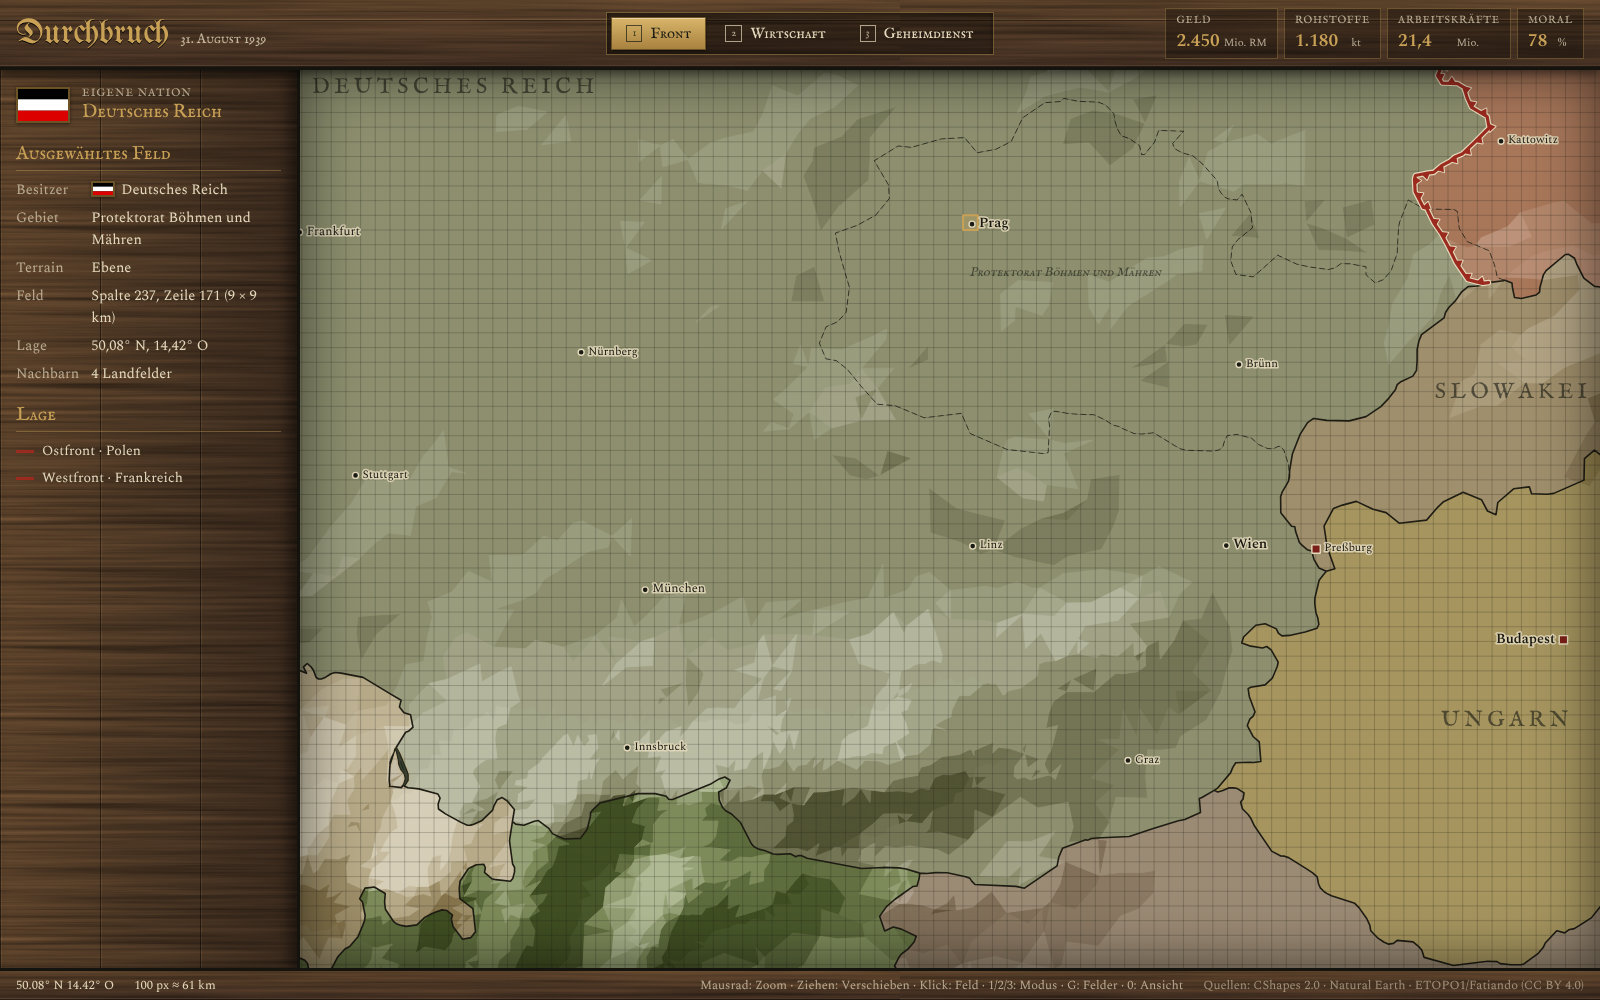 Durchbruch 31. August 1939
1 Front 2 Wirtschaft 3 Geheimdienst
Geld
2.450 Mio. RM
Rohstoffe
1.180 kt
Arbeitskräfte
21,4 Mio.
Moral
78 %
Eigene Nation
Deutsches Reich
Ausgewähltes Feld
Besitzer Deutsches Reich
Gebiet Protektorat Böhmen und
Mähren
Terrain Ebene
Feld Spalte 237, Zeile 171 (9 × 9
km)
Lage 50,08° N, 14,42° O
Nachbarn 4 Landfelder
Lage
Ostfront · Polen
Westfront · Frankreich
DEUTSCHES REICH
Kattowitz
Frankfurt
Prag
Protektorat Böhmen und Mähren
Nürnberg
Brünn
SLOWAKEI
Stuttgart
Linz
Wien
Preßburg
München
Budapest
UNGARN
Innsbruck
Graz
50.08° N 14.42° O 100 px ≈ 61 km
Mausrad: Zoom · Ziehen: Verschieben · Klick: Feld · 1/2/3: Modus · G: Felder · 0: Ansicht Quellen: CShapes 2.0 · Natural Earth · ETOPO1/Fatiando (CC BY 4.0)